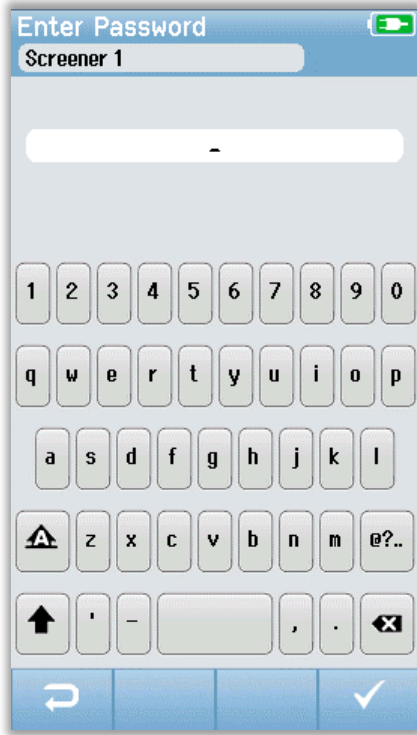 Enter Password
Screener 1
1 2 3 4 5 6 7 8 9 0
q w e r t y u i o p
a s d f g h j k l
A z x c v b n m @?..
' - , .